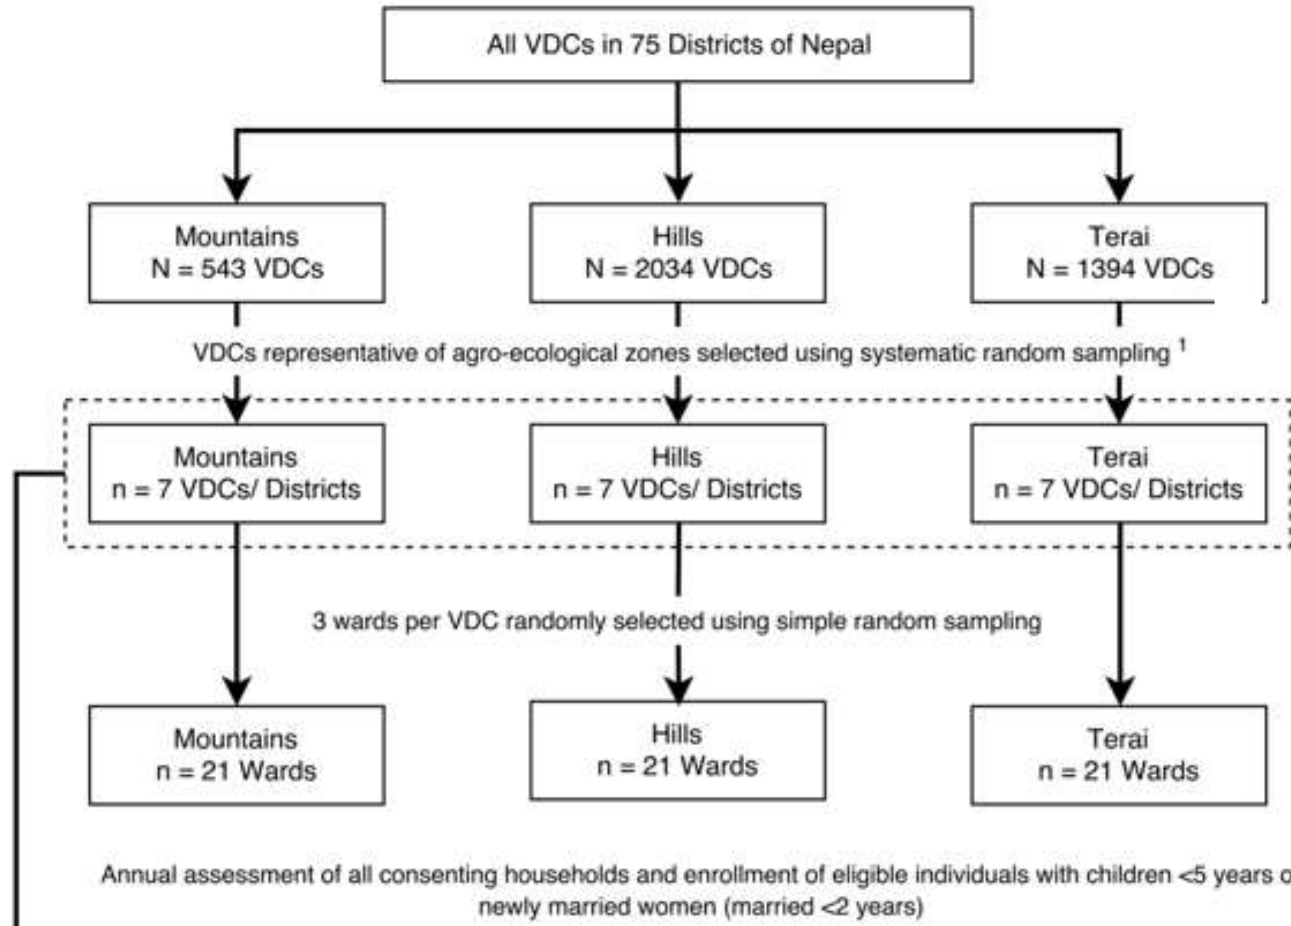 All VDCs in 75 Districts of Nepal
Mountains
N = 543 VDCs
Hills
N = 2034 VDCs
Terai
N = 1394 VDCs
VDCs representative of agro-ecological zones selected using systematic random sampling 1
Mountains
n = 7 VDCs/ Districts
Hills
n = 7 VDCs/ Districts
Terai
n = 7 VDCs/ Districts
3 wards per VDC randomly selected using simple random sampling
Mountains
n = 21 Wards
Hills
n = 21 Wards
Terai
n = 21 Wards
Annual assessment of all consenting households and enrollment of eligible individuals with children <5 years
newly married women (married <2 years)